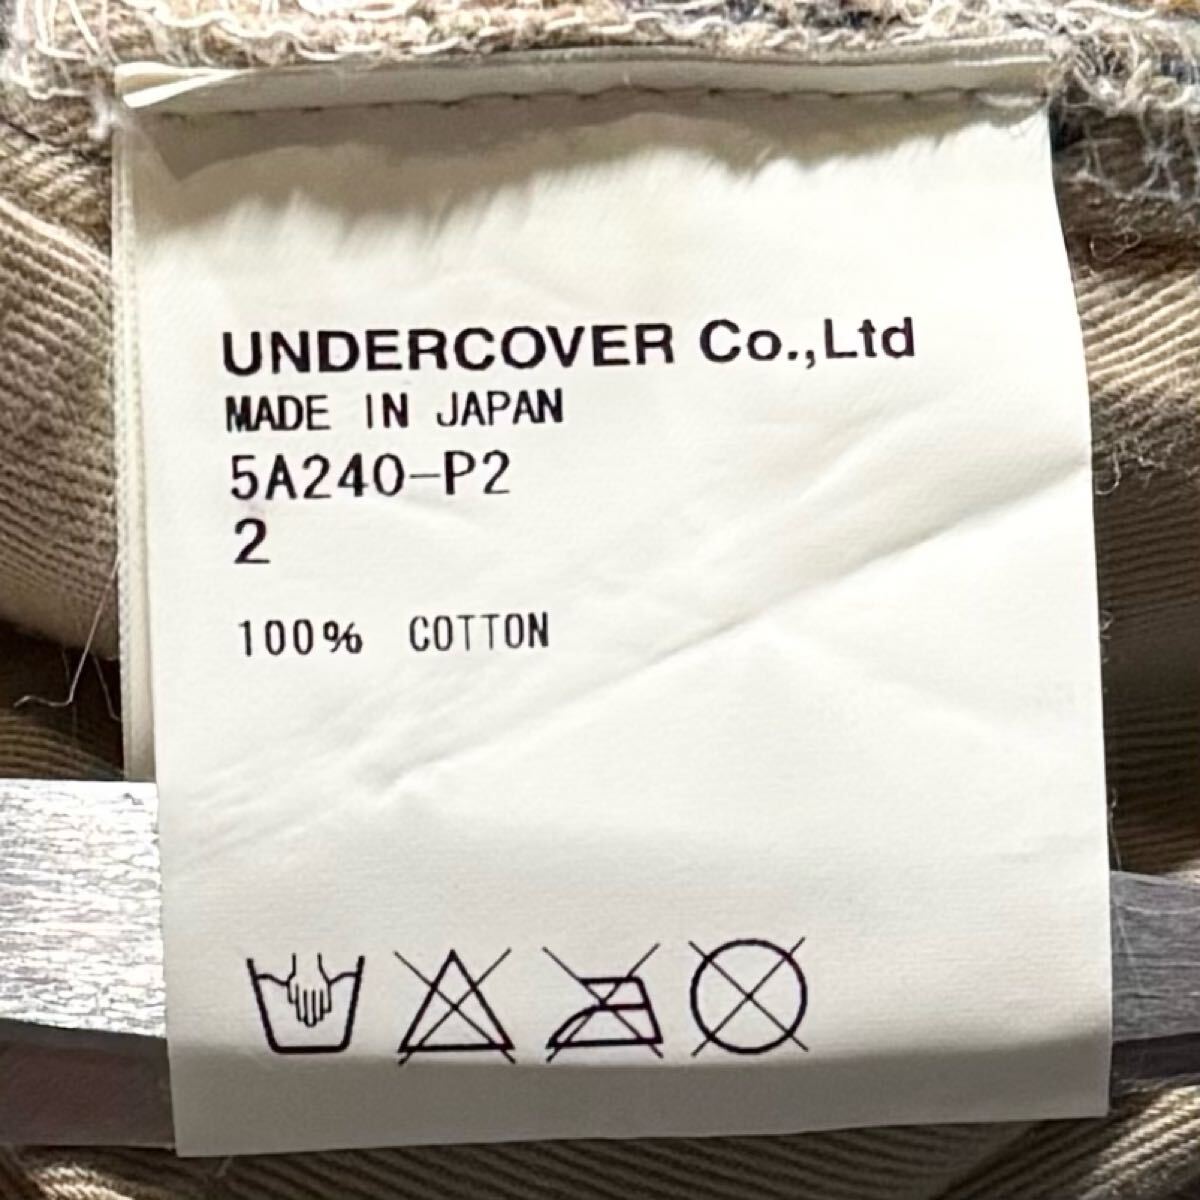 UNDERCOVER Co.,Ltd
MADE IN JAPAN
5A240-P2
2
100% COTTON